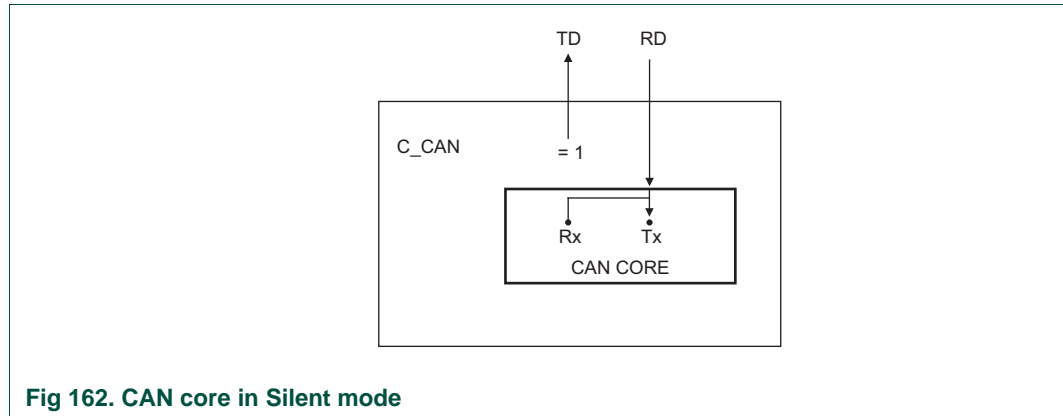 TD RD
C_CAN
= 1
Rx Tx
CAN CORE
Fig 162. CAN core in Silent mode